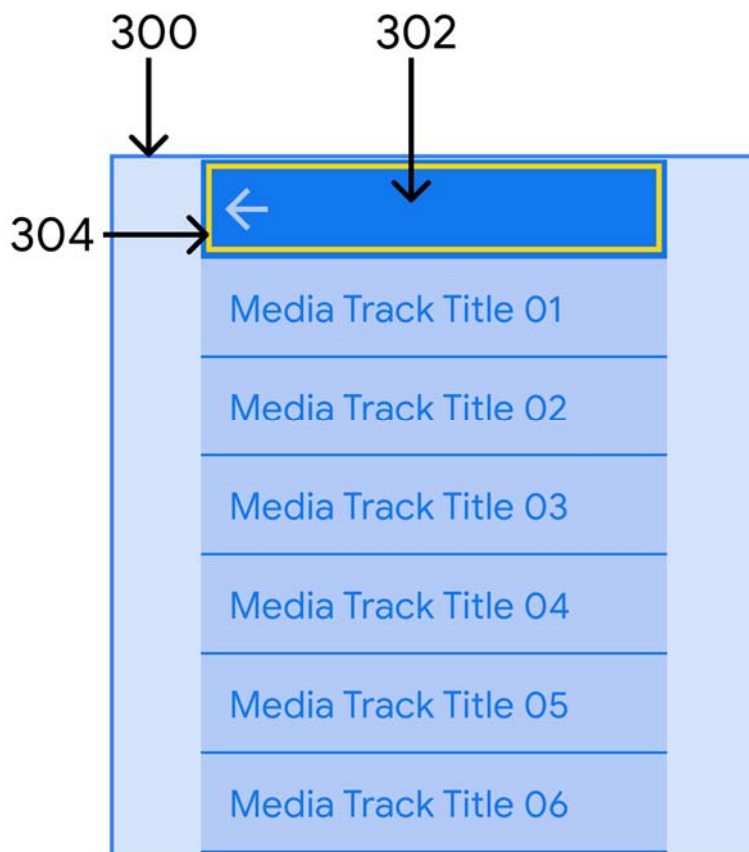 300 302
304
Media Track Title 01
Media Track Title 02
Media Track Title 03
Media Track Title 04
Media Track Title 05
Media Track Title 06